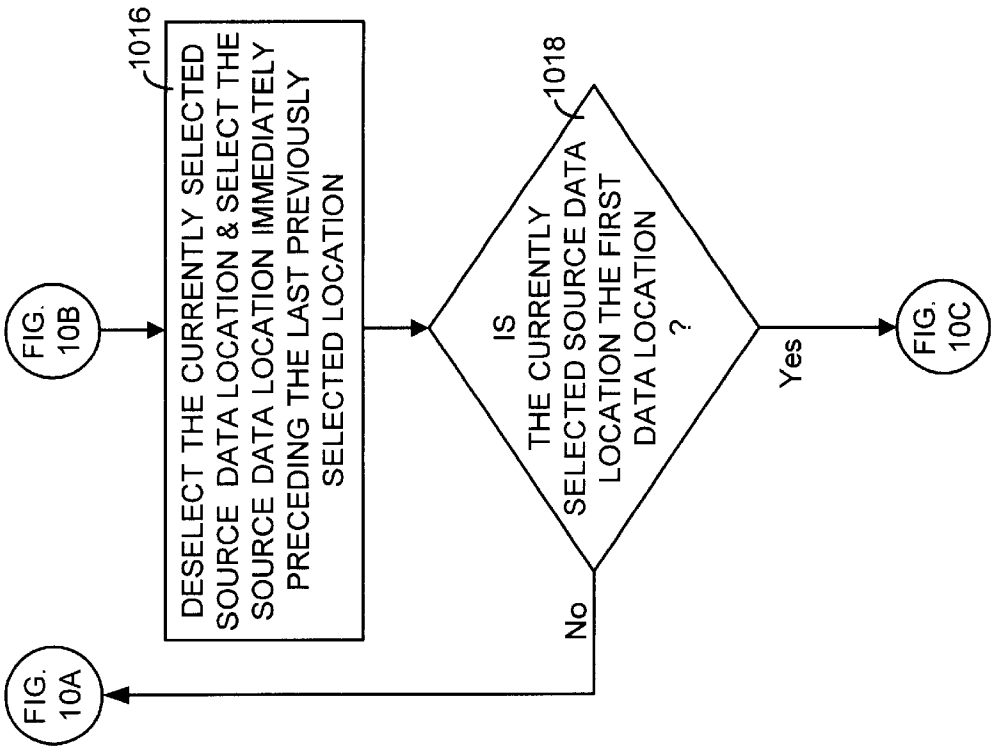 FIG.
10A
FIG.
10B
1016
DESELECT THE CURRENTLY SELECTED
SOURCE DATA LOCATION & SELECT THE
SOURCE DATA LOCATION IMMEDIATELY
PRECEDING THE LAST PREVIOUSLY
SELECTED LOCATION
1018
IS
THE CURRENTLY
SELECTED SOURCE DATA
LOCATION THE FIRST
DATA LOCATION
?
No
Yes
FIG.
10C